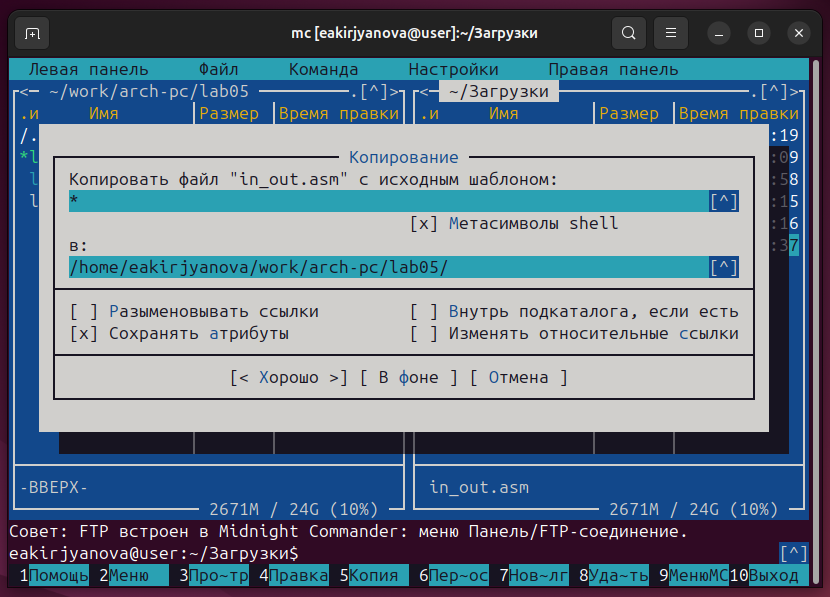 mc [eakirjyanova@user]:~/Загрузки
Левая панель Файл Команда Настройки Правая панель
<— ~/work/arch-pc/lab05 .[^]> <— ~/Загрузки .[^]>
.и Имя Размер Время правки .и Имя Размер Время правки
/. :19
*l :09
l :58
l :15
:16
:37
Копирование
Копировать файл "in_out.asm" с исходным шаблоном:
* [^]
[x] Метасимволы shell
в:
/home/eakirjyanova/work/arch-pc/lab05/ [^]
[ ] Разыменовывать ссылки [ ] Внутрь подкаталога, если есть
[x] Сохранять атрибуты [ ] Изменять относительные ссылки
[< Хорошо >] [ В фоне ] [ Отмена ]
-ВВЕРХ- in_out.asm
2671M / 24G (10%) 2671M / 24G (10%)
Совет: FTP встроен в Midnight Commander: меню Панель/FTP-соединение.
eakirjyanova@user:~/Загрузки$ [^]
1Помощь 2Меню 3Про~тр 4Правка 5Копия 6Пер~ос 7Нов~лг 8Уда~ть 9МенюMC 10Выход